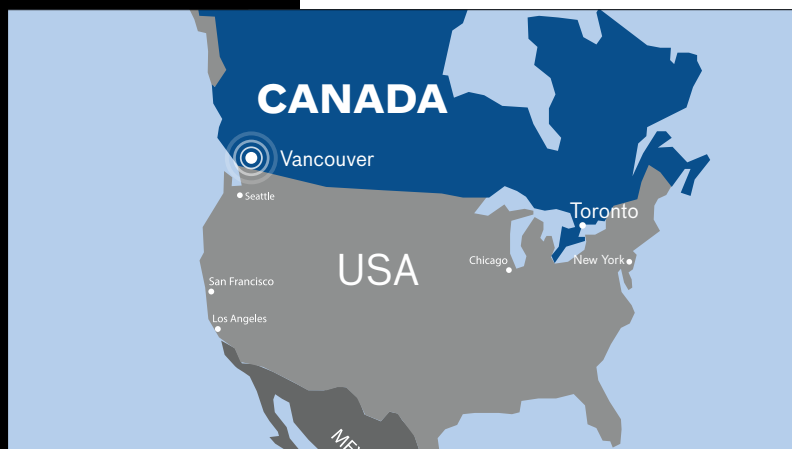 CANADA
Vancouver
Seattle
Toronto
USA
Chicago
New York
San Francisco
Los Angeles